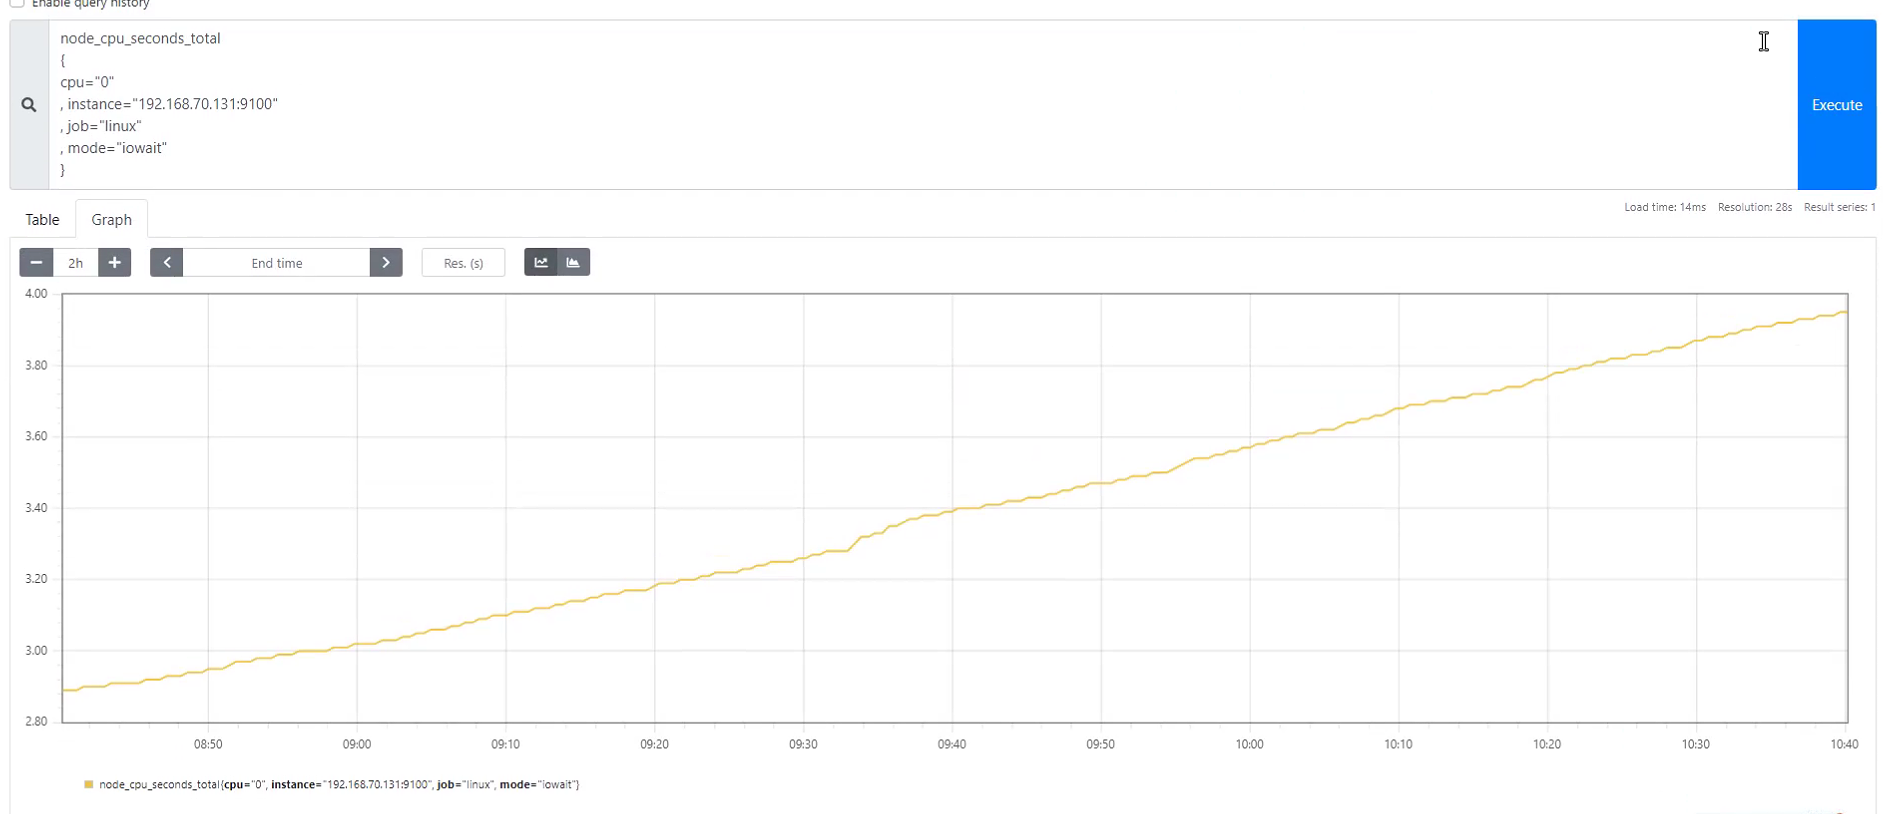 Enable query history
node_cpu_seconds_total
{
cpu="0"
, instance="192.168.70.131:9100"
, job="linux"
, mode="iowait"
}
Execute
Load time: 14ms Resolution: 28s Result series: 1
Table Graph
2h End time Res. (s)
4.00
3.80
3.60
3.40
3.20
3.00
2.80
08:50 09:00 09:10 09:20 09:30 09:40 09:50 10:00 10:10 10:20 10:30 10:40
node_cpu_seconds_total{cpu="0", instance="192.168.70.131:9100", job="linux", mode="iowait"}